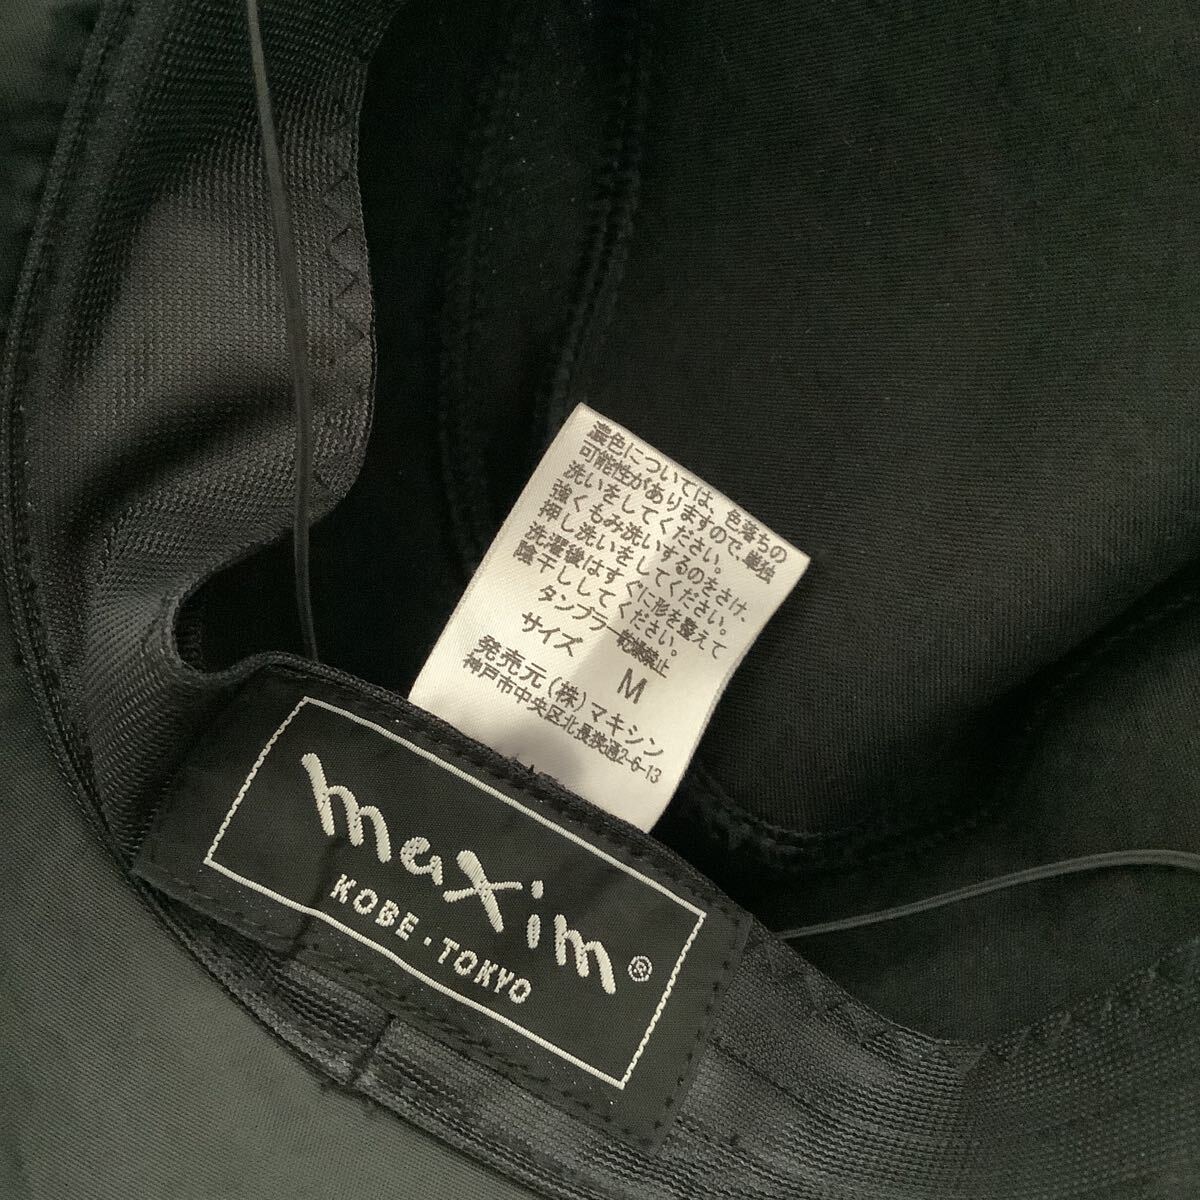 濃色については、色落ちの
可能性がありますので、単独
洗いをしてください。
強くもみ洗いするのをさけ、
押し洗いをしてください。
洗濯後はすぐに形を整えて
陰干ししてください。
タンブラー乾燥禁止
サイズ M
発売元(株)マキシン
神戸市中央区北長狭通2-6-13
maxim®
KOBE・TOKYO